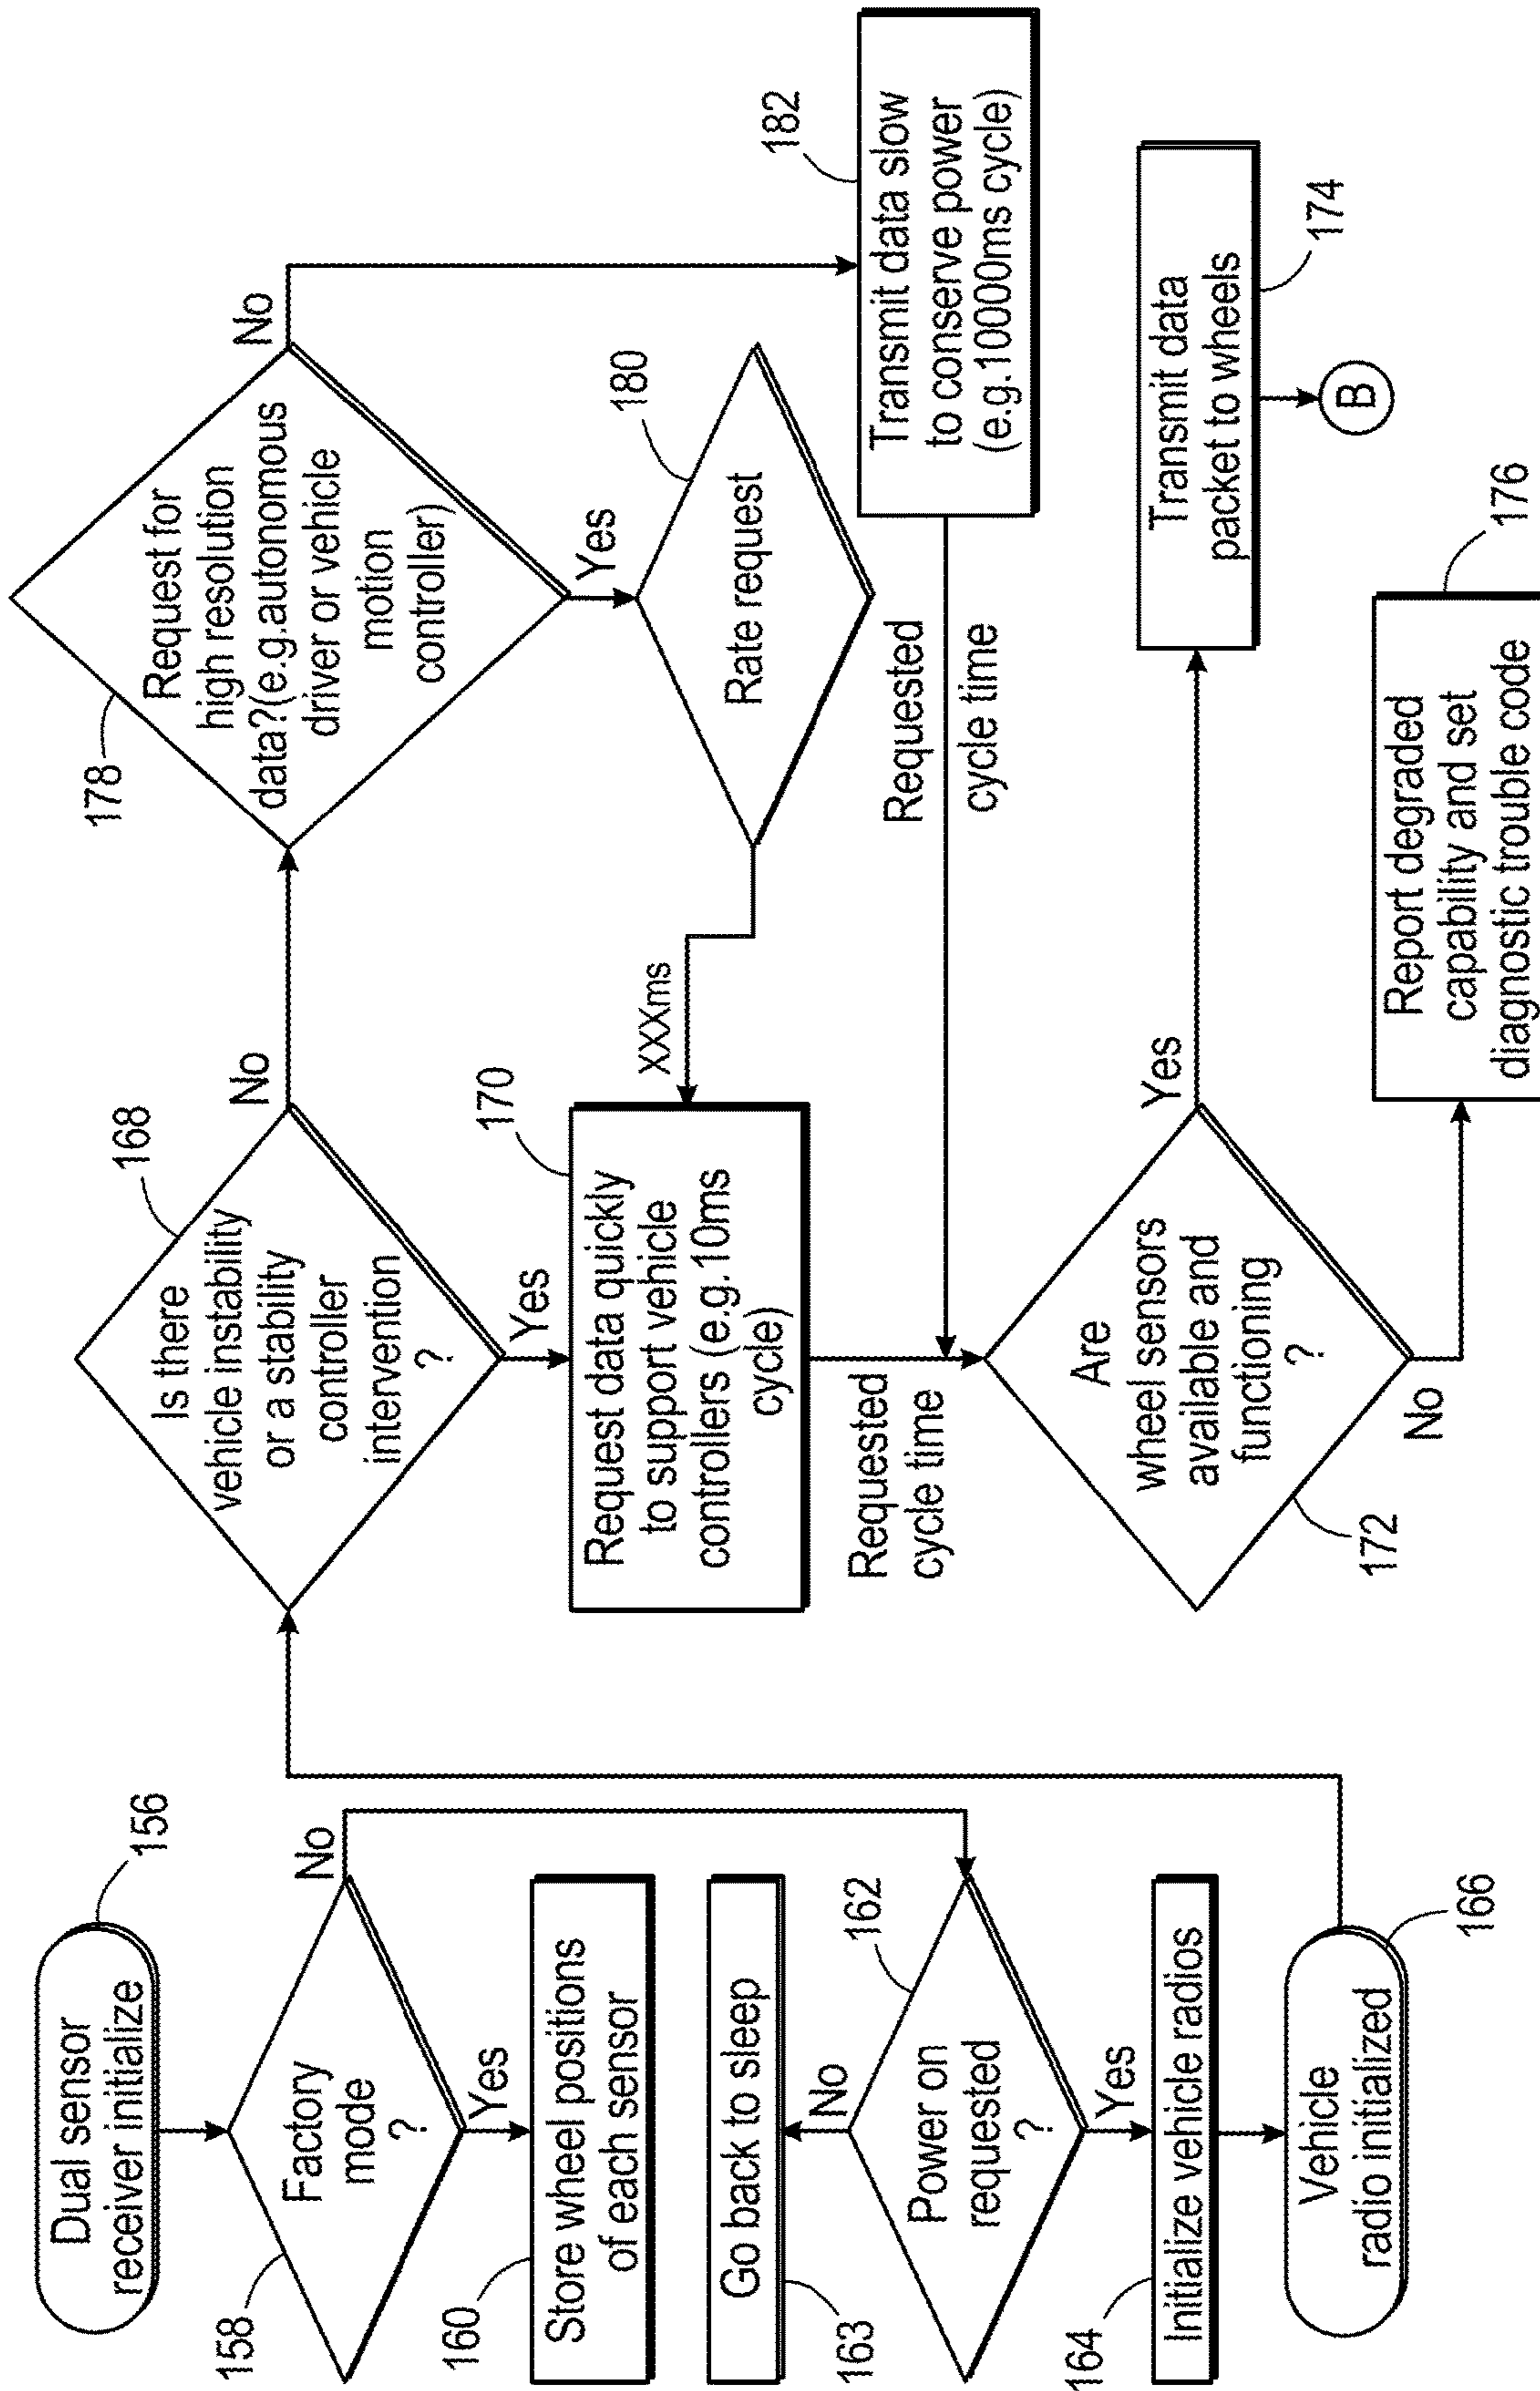 Dual sensor
receiver initialize
156
Factory
mode
?
158
No
Yes
Store wheel positions
of each sensor
160
Go back to sleep
163
No
Power on
requested
?
162
Yes
Initialize vehicle radios
164
Vehicle
radio initialized
166
Is there
vehicle instability
or a stability
controller
intervention
?
168
No
Yes
Request data quickly
to support vehicle
controllers (e.g.10ms
cycle)
170
XXXms
Requested
cycle time
Are
wheel sensors
available and
functioning
?
172
Yes
No
Request for
high resolution
data?(e.g.autonomous
driver or vehicle
motion
controller)
178
No
Yes
Rate request
180
Requested
cycle time
Transmit data slow
to conserve power
(e.g.10000ms cycle)
182
Transmit data
packet to wheels
174
B
Report degraded
capability and set
diagnostic trouble code
176